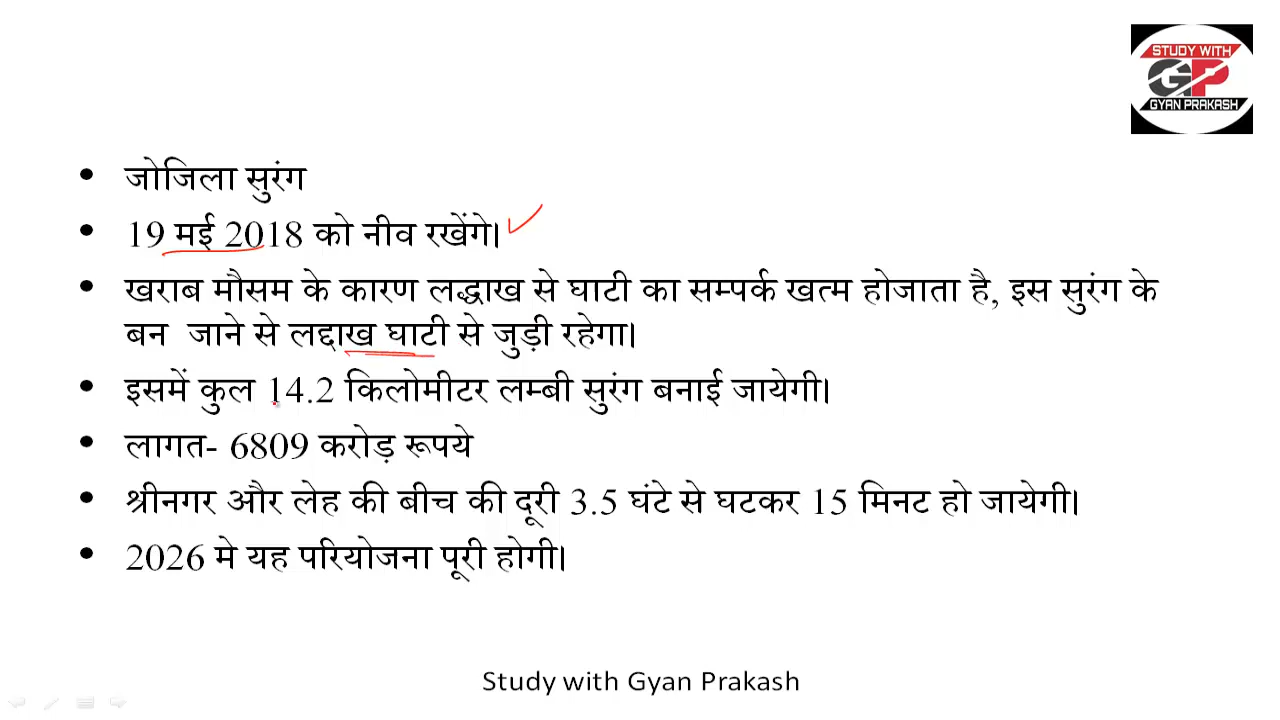 STUDY WITH
GP
GYAN PRAKASH
• जोजिला सुरंग
• 19 मई 2018 को नीव रखेंगे।
• खराब मौसम के कारण लद्धाख से घाटी का सम्पर्क खत्म होजाता है, इस सुरंग के
बन जाने से लद्दाख घाटी से जुड़ी रहेगा।
• इसमें कुल 14.2 किलोमीटर लम्बी सुरंग बनाई जायेगी।
• लागत- 6809 करोड़ रूपये
• श्रीनगर और लेह की बीच की दूरी 3.5 घंटे से घटकर 15 मिनट हो जायेगी।
• 2026 मे यह परियोजना पूरी होगी।
Study with Gyan Prakash